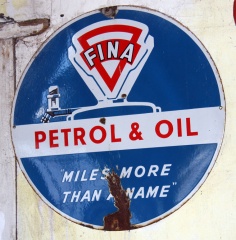 FINA
PETROL & OIL
"MILES MORE
THAN A NAME"